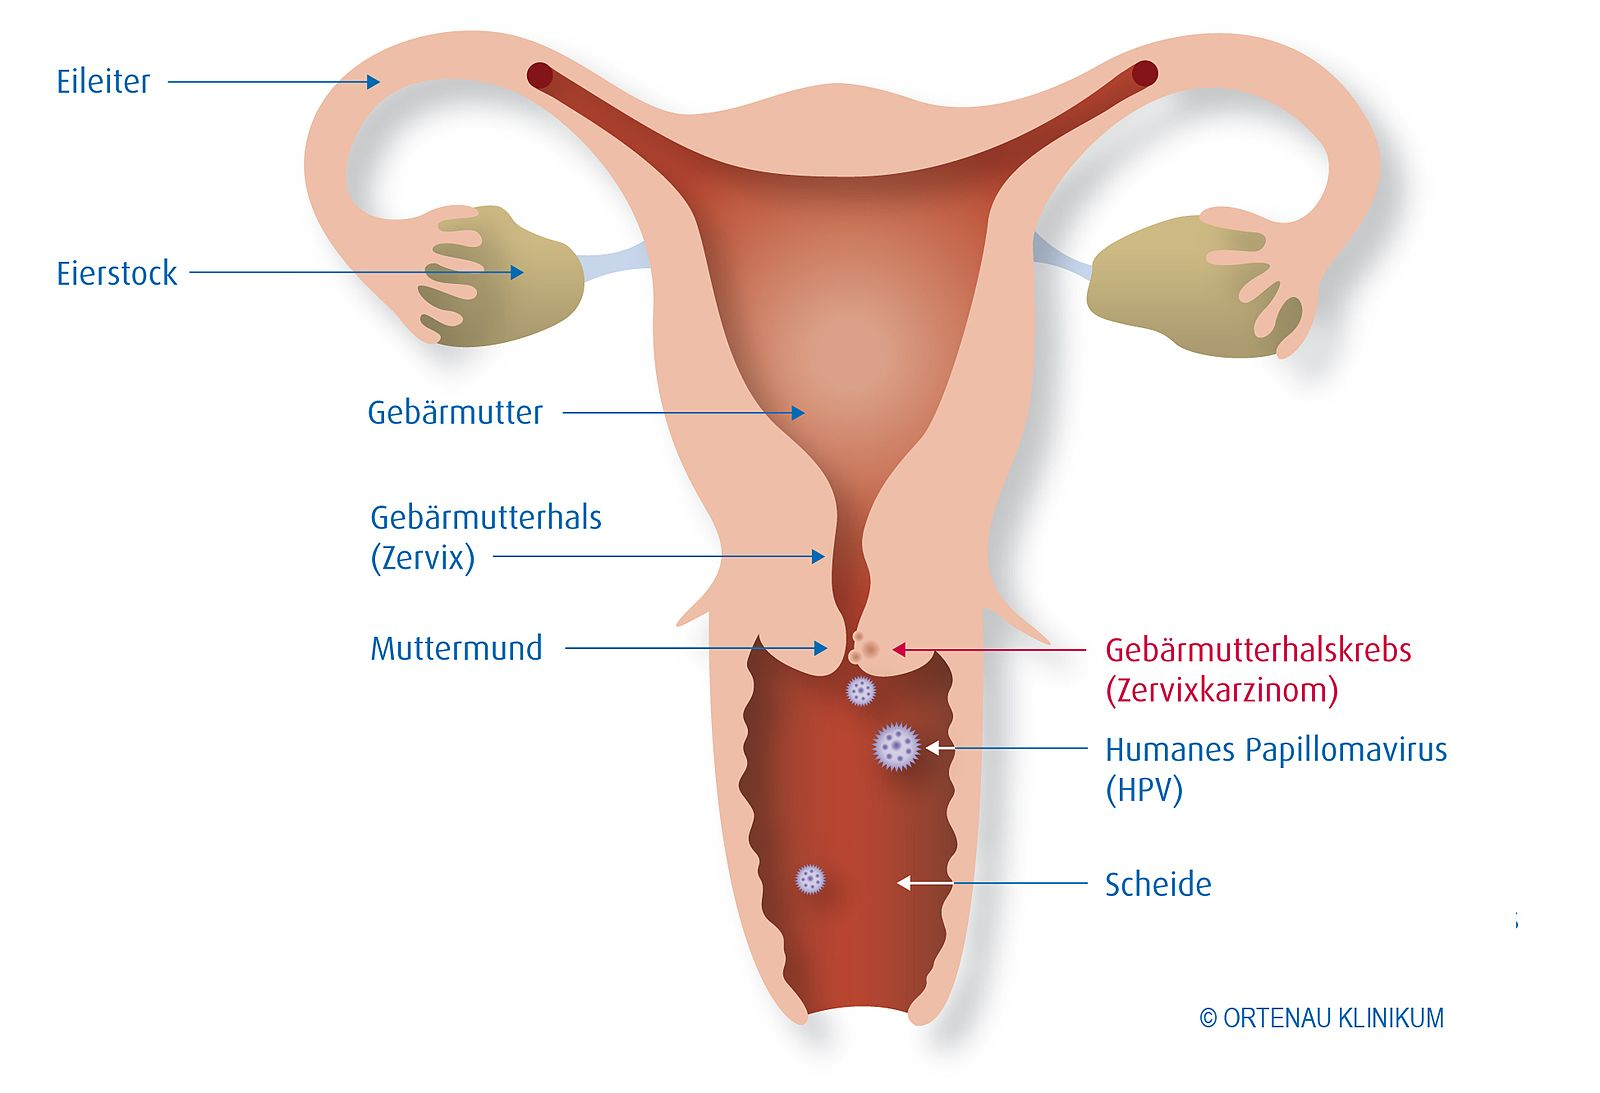 Eileiter
Eierstock
Gebärmutter
Gebärmutterhals
(Zervix)
Muttermund
Gebärmutterhalskrebs
(Zervixkarzinom)
Humanes Papillomavirus
(HPV)
Scheide
© ORTENAU KLINIKUM